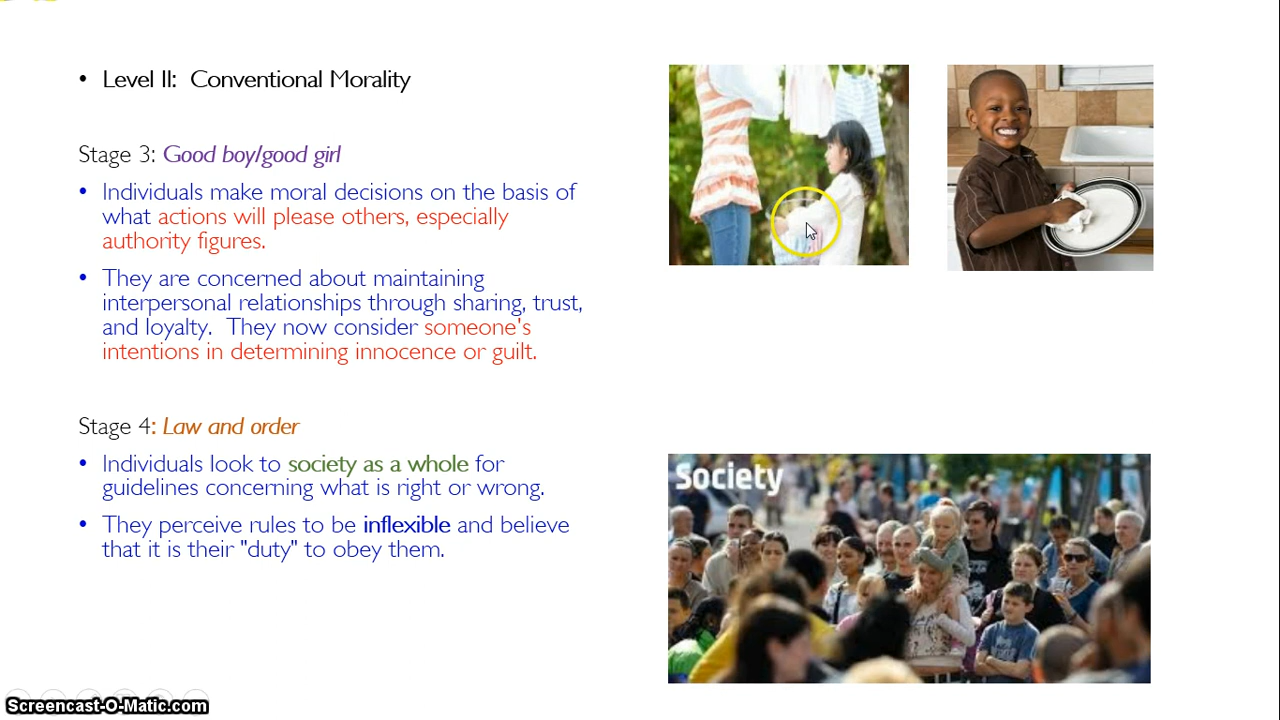 • Level II: Conventional Morality
Stage 3: Good boy/good girl
• Individuals make moral decisions on the basis of
what actions will please others, especially
authority figures.
• They are concerned about maintaining
interpersonal relationships through sharing, trust,
and loyalty. They now consider someone's
intentions in determining innocence or guilt.
Stage 4: Law and order
• Individuals look to society as a whole for
guidelines concerning what is right or wrong.
• They perceive rules to be inflexible and believe
that it is their "duty" to obey them.
Society
Screencast-O-Matic.com